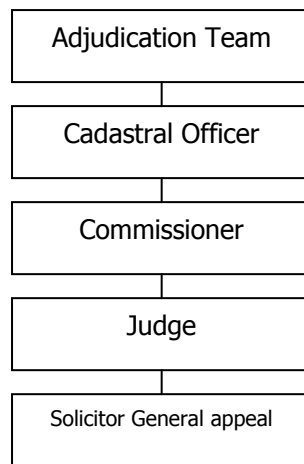 Adjudication Team
Cadastral Officer
Commissioner
Judge
Solicitor General appeal